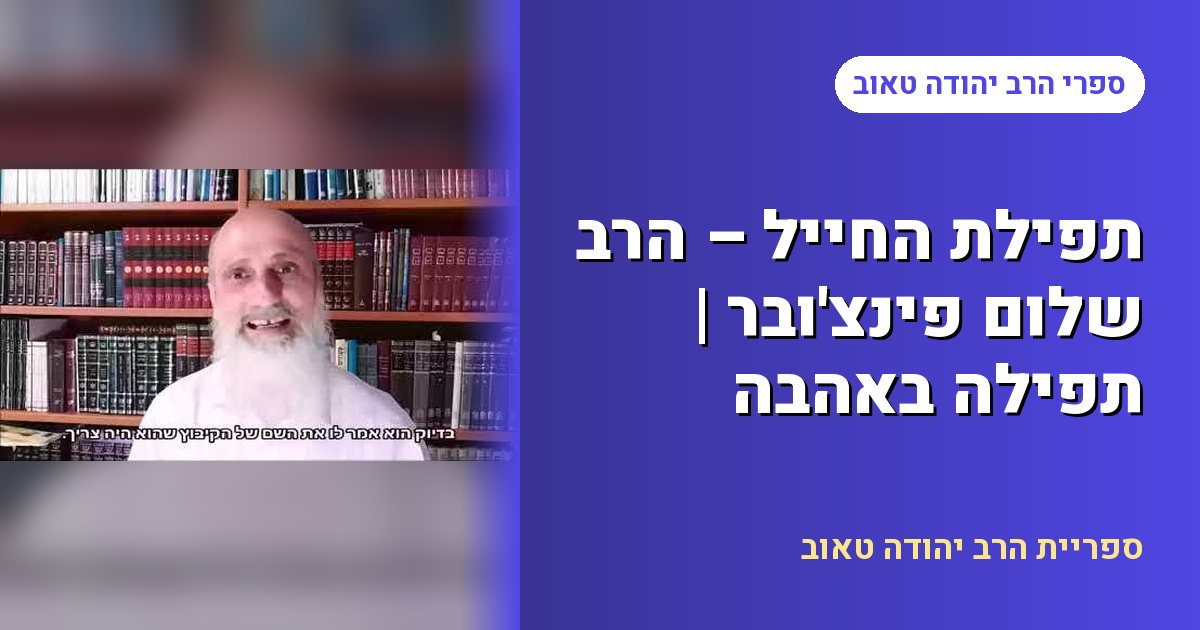 ספרי הרב יהודה טאוב
תפילת החייל – הרב
שלום פינצ'ובר |
תפילה באהבה
ספריית הרב יהודה טאוב
בדיוק הוא אמר לו את השם של הקיבוץ שהוא היה צריך.